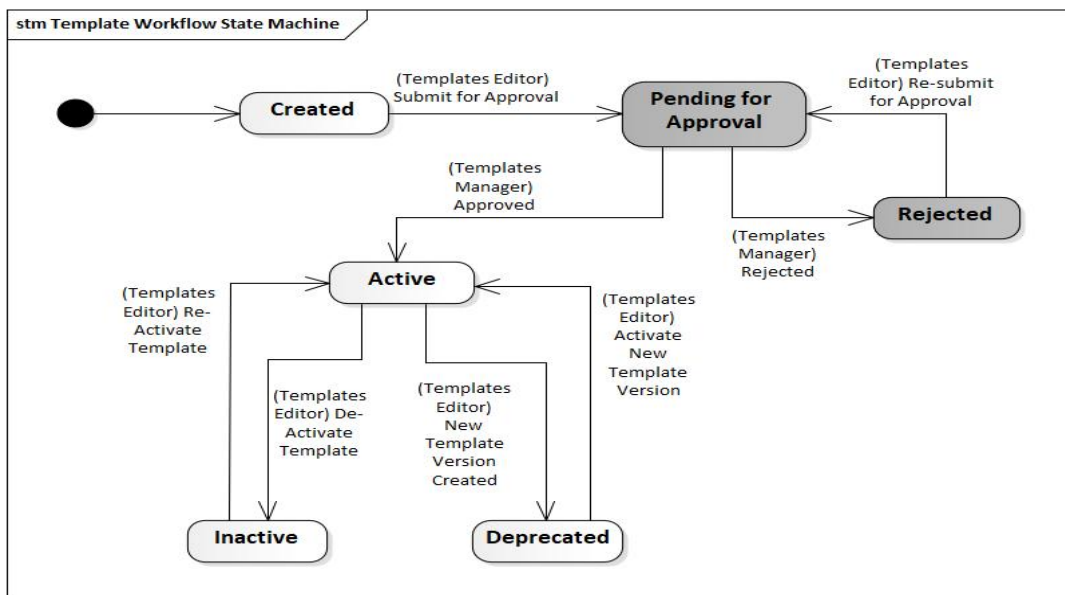 stm Template Workflow State Machine
(Templates Editor)
Submit for Approval
(Templates
Editor) Re-submit
for Approval
Created
Pending for
Approval
(Templates
Manager)
Approved
Rejected
(Templates
Manager)
Rejected
Active
(Templates
Editor) Re-
Activate
Template
(Templates
Editor)
Activate
New
Template
Version
(Templates
Editor) De-
Activate
Template
(Templates
Editor)
New
Template
Version
Created
Inactive
Deprecated